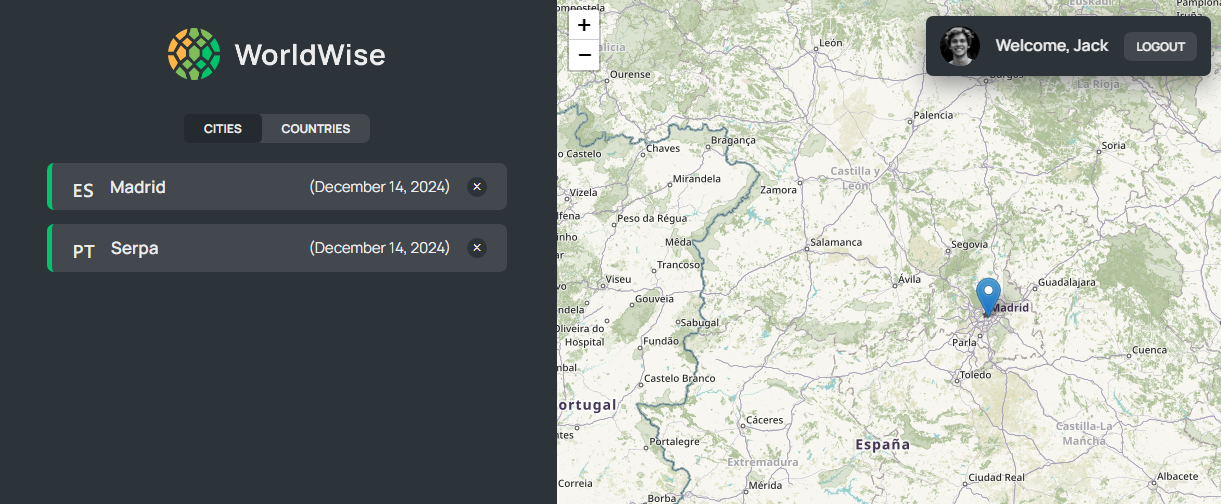 WorldWise
CITIES
COUNTRIES
ES Madrid (December 14, 2024) ×
PT Serpa (December 14, 2024) ×
+
−
Welcome, Jack
LOGOUT
León
Ourense
Burgos
La Rioja
Palencia
Bragança
Chaves
o Castelo
Soria
Mirandela
Zamora
Castilla y
León
Vizela
Peso da Régua
Salamanca
Segovia
Mêda
Trancoso
Ávila
Guadalajara
Viseu
Gouveia
Madrid
Sabugal
Oliveira do
Hospital
Fundão
Parla
Cuenca
Toledo
Castelo Branco
ortugal
Cáceres
Castilla-La
Mancha
España
Portalegre
Extremadura
Correia
Mérida
Ciudad Real
Albacete
Borba